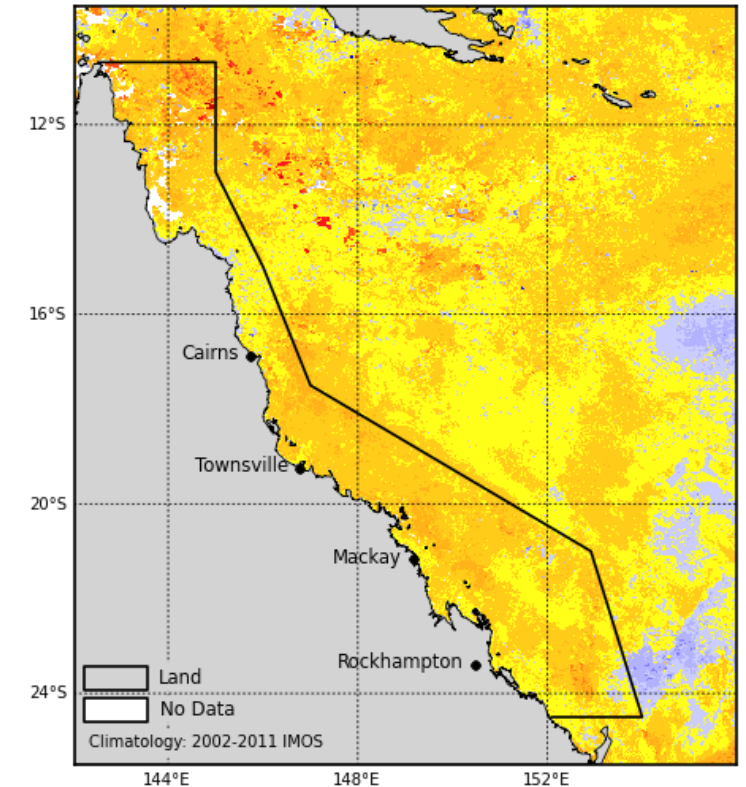 12°S
16°S
Cairns
Townsville
20°S
Mackay
Rockhampton
24°S
Land
No Data
Climatology: 2002-2011 IMOS
144°E 148°E 152°E